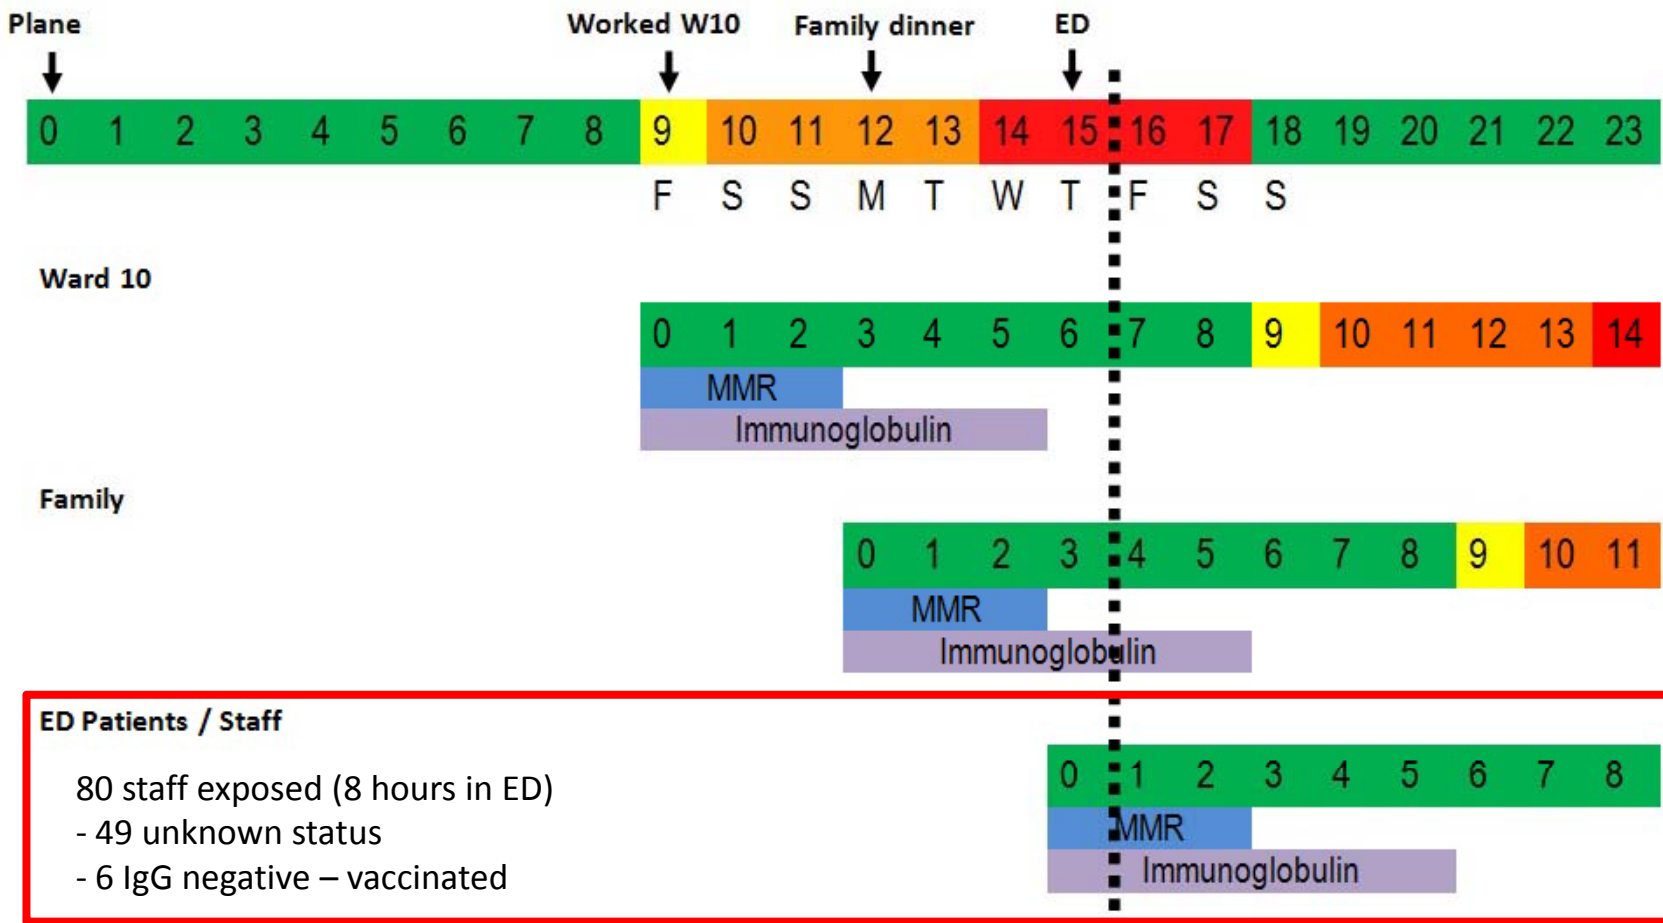 Plane Worked W10 Family dinner ED
0 1 2 3 4 5 6 7 8 9 10 11 12 13 14 15 16 17 18 19 20 21 22 23
F S S M T W T F S S
Ward 10
0 1 2 3 4 5 6 7 8 9 10 11 12 13 14
MMR
Immunoglobulin
Family
0 1 2 3 4 5 6 7 8 9 10 11
MMR
Immunoglobulin
ED Patients / Staff
0 1 2 3 4 5 6 7 8
80 staff exposed (8 hours in ED)
- 49 unknown status
MMR
- 6 IgG negative – vaccinated
Immunoglobulin